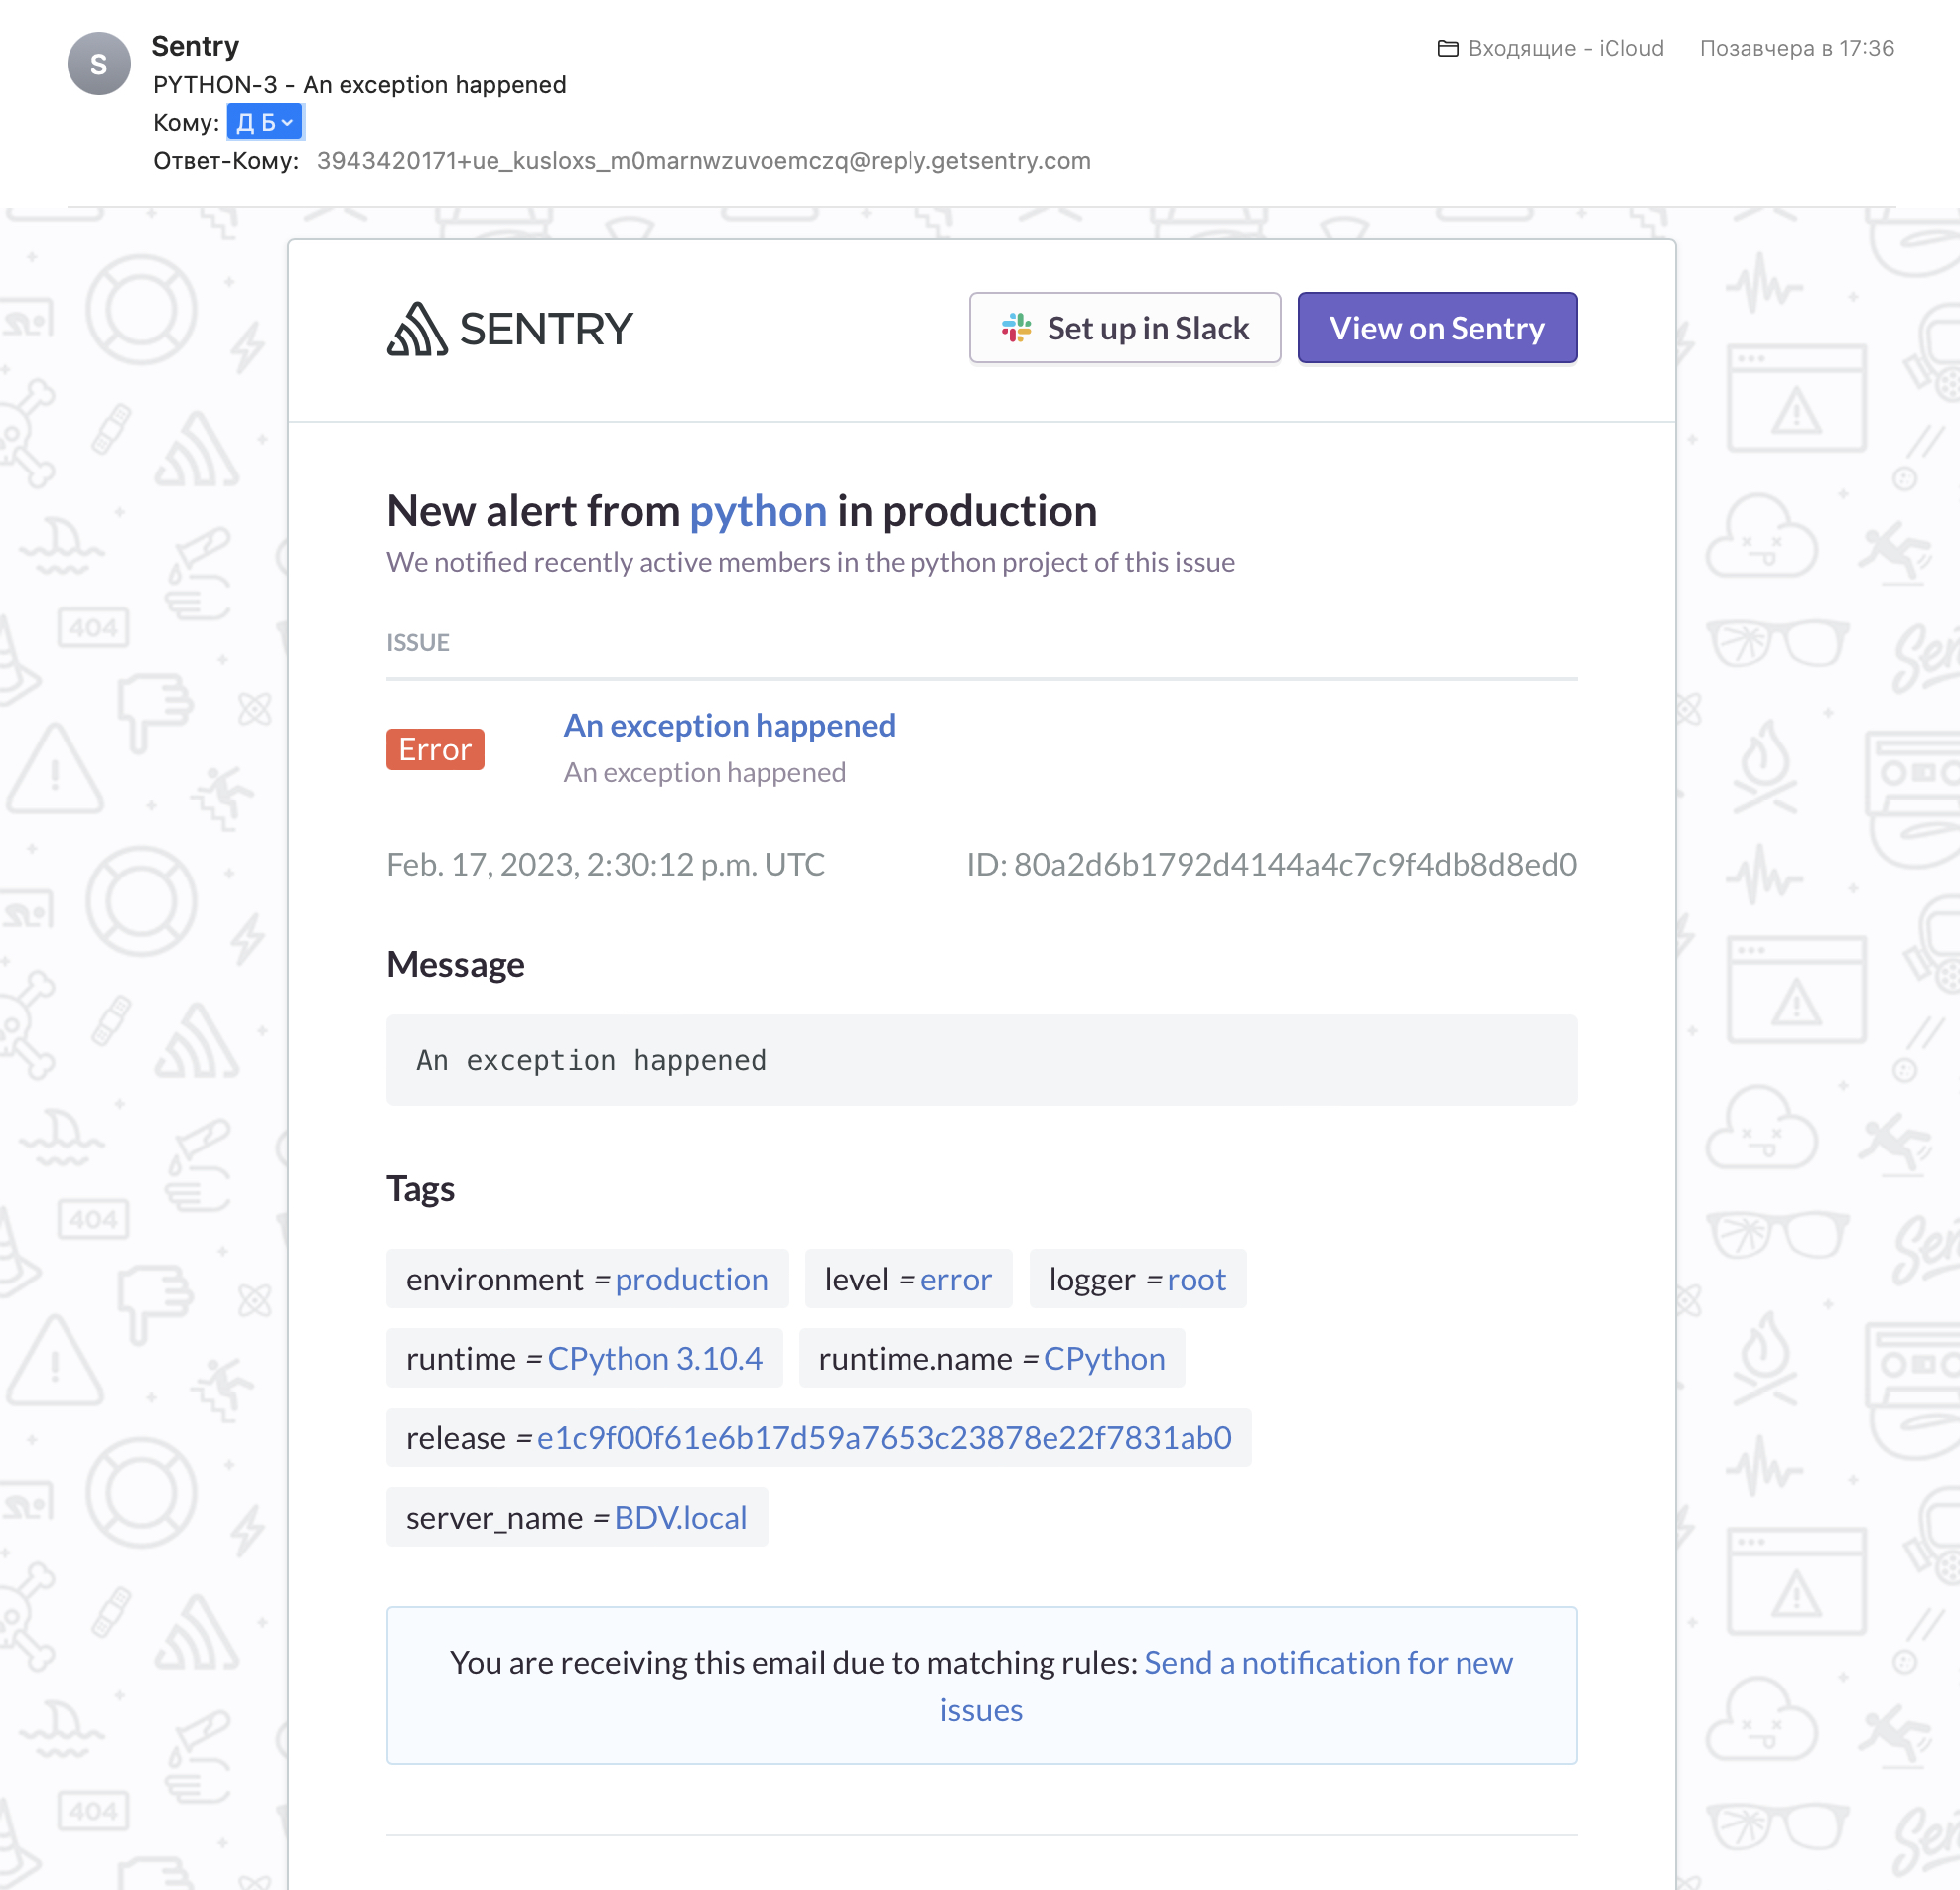 S
Sentry
Входящие - iCloud
Позавчера в 17:36
PYTHON-3 - An exception happened
Кому: Д Б
Ответ-Кому: 3943420171+ue_kusloxs_m0marnwzuvoemczq@reply.getsentry.com
SENTRY
Set up in Slack
View on Sentry
New alert from python in production
We notified recently active members in the python project of this issue
ISSUE
Error
An exception happened
An exception happened
Feb. 17, 2023, 2:30:12 p.m. UTC
ID: 80a2d6b1792d4144a4c7c9f4db8d8ed0
Message
An exception happened
Tags
environment = production
level = error
logger = root
runtime = CPython 3.10.4
runtime.name = CPython
release = e1c9f00f61e6b17d59a7653c23878e22f7831ab0
server_name = BDV.local
You are receiving this email due to matching rules: Send a notification for new
issues
404
404
404